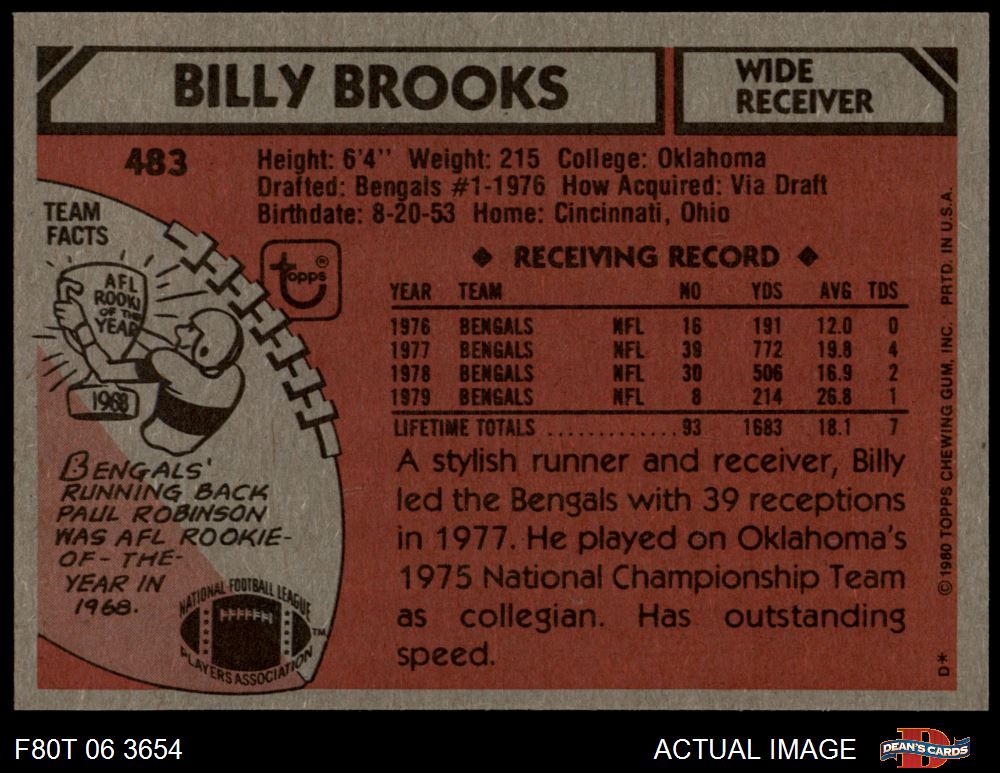 BILLY BROOKS
WIDE
RECEIVER
483
Height: 6'4'' Weight: 215 College: Oklahoma
Drafted: Bengals #1-1976 How Acquired: Via Draft
Birthdate: 8-20-53 Home: Cincinnati, Ohio
TEAM
FACTS
AFL
ROOKI
OF THE
YEAR
1968
BENGALS'
RUNNING BACK
PAUL ROBINSON
WAS AFL ROOKIE-
OF-THE-
YEAR IN
1968.
topps ®
NATIONAL FOOTBALL LEAGUE
PLAYERS ASSOCIATION ™
◆ RECEIVING RECORD ◆
YEAR TEAM NO YDS AVG TDS
1976 BENGALS NFL 16 191 12.0 0
1977 BENGALS NFL 39 772 19.8 4
1978 BENGALS NFL 30 506 16.9 2
1979 BENGALS NFL 8 214 26.8 1
LIFETIME TOTALS ............. 93 1683 18.1 7
A stylish runner and receiver, Billy
led the Bengals with 39 receptions
in 1977. He played on Oklahoma's
1975 National Championship Team
as collegian. Has outstanding
speed.
D* © 1980 TOPPS CHEWING GUM, INC. PRTD. IN U.S.A.
F80T 06 3654
ACTUAL IMAGE
DEAN'S CARDS